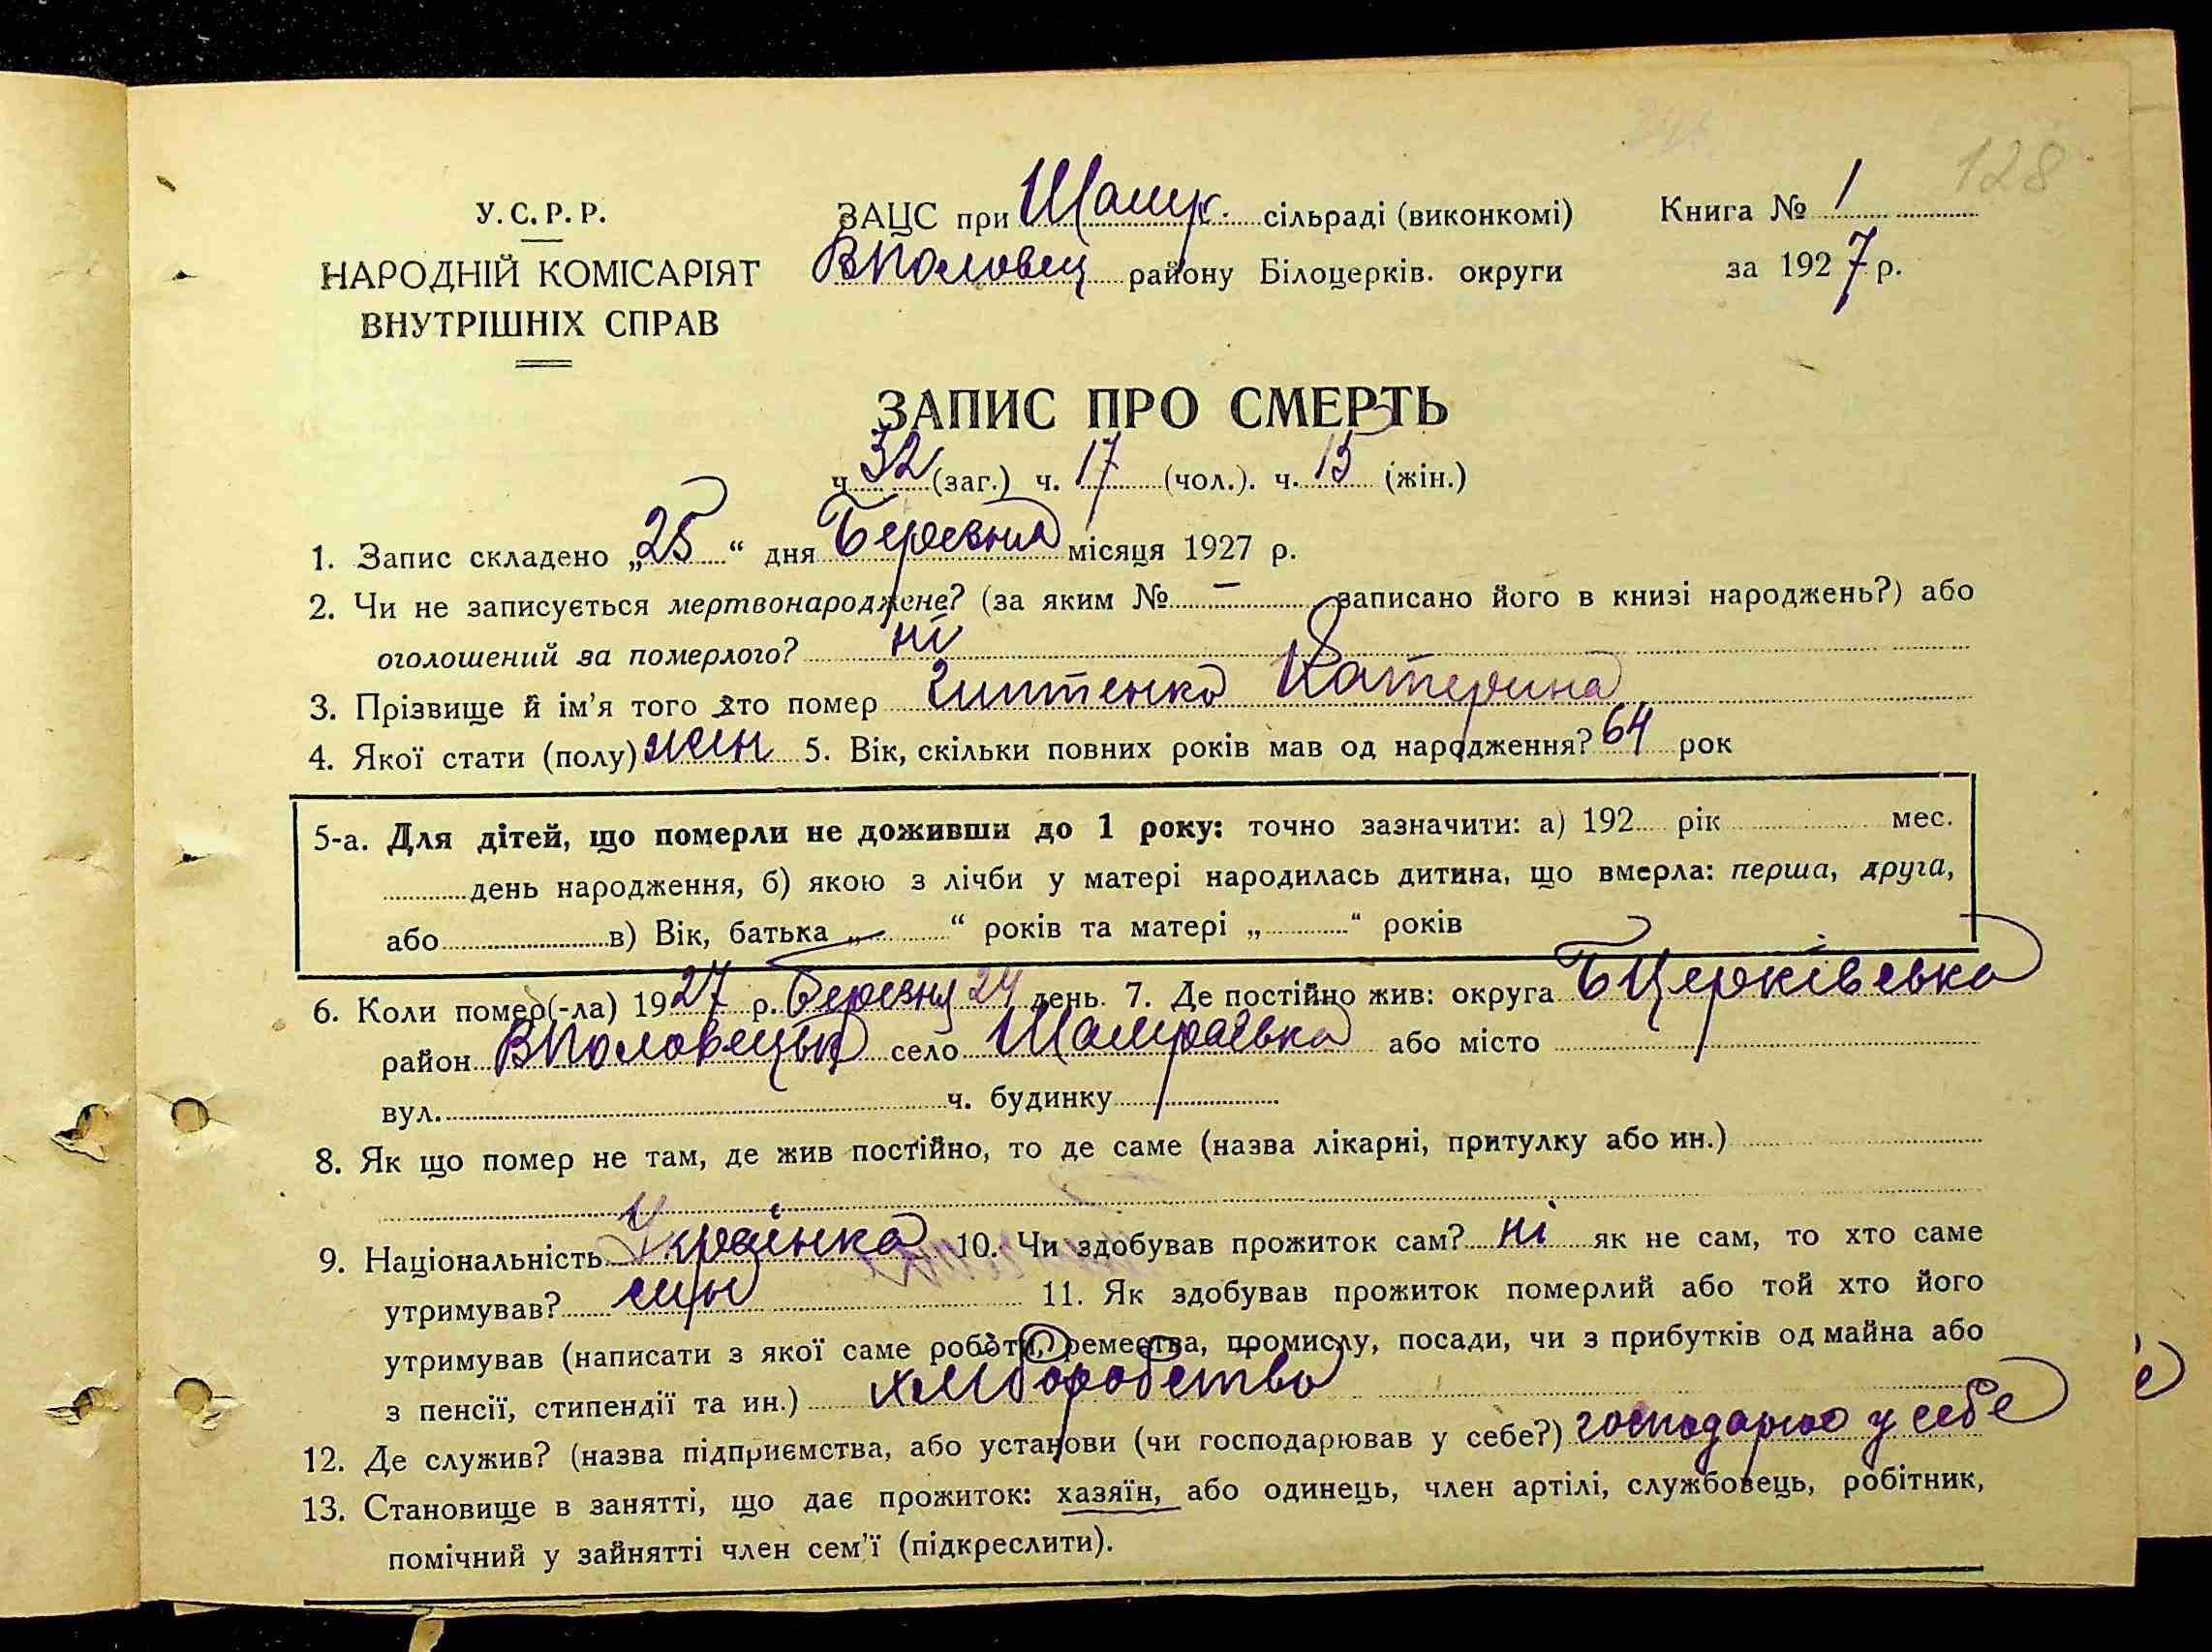 128
У.С.Р.Р.
НАРОДНІЙ КОМІСАРІЯТ
ВНУТРІШНІХ СПРАВ
ЗАЦС при Шамр. сільраді (виконкомі)
ВПоловец району Білоцерків. округи
Книга № 1
за 1927 р.
ЗАПИС ПРО СМЕРТЬ
ч. 32 (заг.) ч. 17 (чол.). ч. 15 (жін.)
1. Запис складено „25“ дня Березня місяця 1927 р.
2. Чи не записується мертвонароджене? (за яким № – записано його в книзі народжень?) або
оголошений за померлого? ні
3. Прізвище й ім'я того хто помер Катерина
4. Якої стати (полу) жін 5. Вік, скільки повних років мав од народження? 64 рок
5-а. Для дітей, що померли не доживши до 1 року: точно зазначити: а) 192 рік мес.
день народження, б) якою з лічби у матері народилась дитина, що вмерла: перша, друга,
або в) Вік, батька „ “ років та матері „ “ років
6. Коли помер(-ла) 1927 р. Березня 24 день. 7. Де постійно жив: округа БЦерківська
район ВПоловецьк село Шамраївка або місто
вул. ч. будинку
8. Як що помер не там, де жив постійно, то де саме (назва лікарні, притулку або ин.)
9. Національність Українка 10. Чи здобував прожиток сам? ні як не сам, то хто саме
утримував? син 11. Як здобував прожиток померлий або той хто його
утримував (написати з якої саме роботи, ремества, промислу, посади, чи з прибутків од майна або
з пенсії, стипендії та ин.) хліборобство
12. Де служив? (назва підприємства, або установи (чи господарював у себе?) господарює у себе
13. Становище в занятті, що дає прожиток: хазяїн, або одинець, член артілі, службовець, робітник,
помічний у зайнятті член сем'ї (підкреслити).